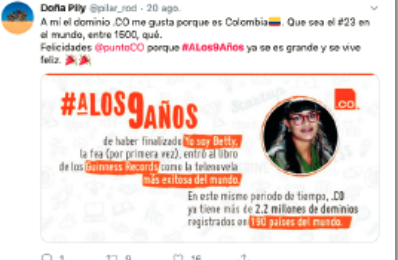 Doña Pily @pilar_rod · 20 ago.
A mi el dominio .CO me gusta porque es Colombia🇨🇴. Que sea el #23 en
el mundo, entre 1500, qué.
Felicidades @puntoCO porque #ALos9Años ya se es grande y se vive
feliz. 🎉🎉
#ALOS9AÑOS
.CO
de haber finalizado Yo soy Betty,
la fea (por primera vez), entró al libro
de los Guinness Records como la telenovela
más exitosa del mundo.
En este mismo periodo de tiempo, .CO
ya tiene más de 2.2 millones de dominios
registrados en 190 países del mundo.
1 9 16